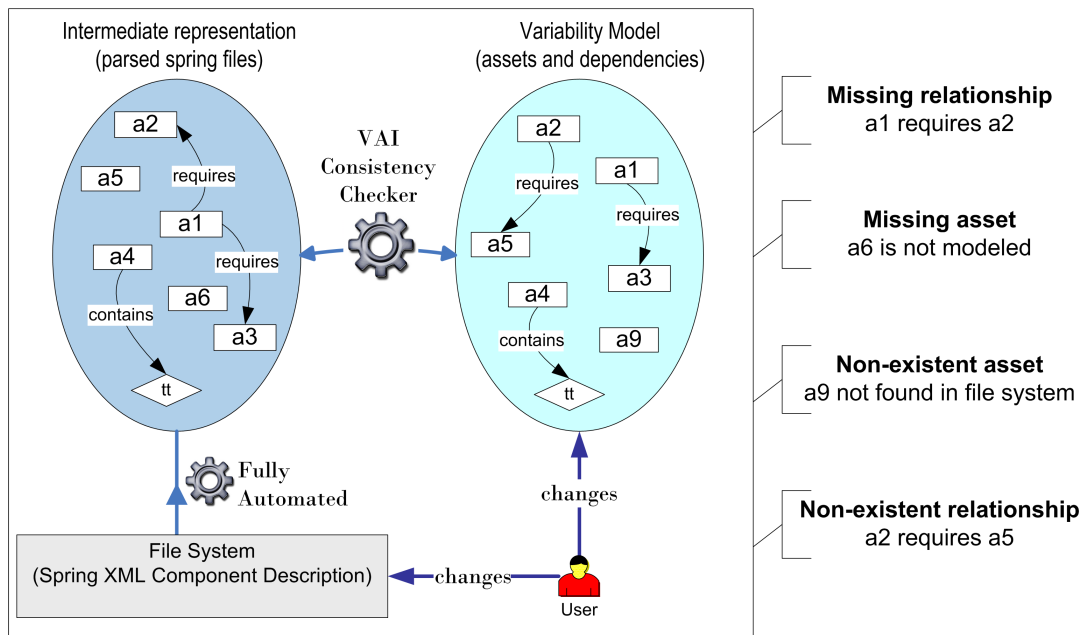 Intermediate representation
(parsed spring files)
a2
requires
a5
a1
a4
requires
a6
contains
a3
tt
VAI
Consistency
Checker
Variability Model
(assets and dependencies)
a2
a1
requires
requires
a5
a3
a4
contains
a9
tt
Fully
Automated
File System
(Spring XML Component Description)
changes
changes
User
Missing relationship
a1 requires a2
Missing asset
a6 is not modeled
Non-existent asset
a9 not found in file system
Non-existent relationship
a2 requires a5